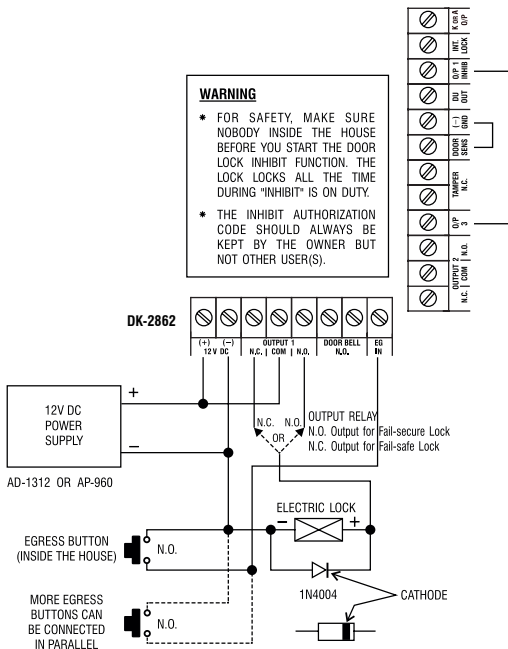 K OR A
O/P
INT.
LOCK
O/P 1
INHIB
DU
OUT
(−)
GND
DOOR
SENS
TAMPER
N.C.
O/P
3
OUTPUT 2
N.C. | COM | N.O.
WARNING
* FOR SAFETY, MAKE SURE
NOBODY INSIDE THE HOUSE
BEFORE YOU START THE DOOR
LOCK INHIBIT FUNCTION. THE
LOCK LOCKS ALL THE TIME
DURING "INHIBIT" IS ON DUTY.
* THE INHIBIT AUTHORIZATION
CODE SHOULD ALWAYS BE
KEPT BY THE OWNER BUT
NOT OTHER USER(S).
DK-2862
(+) (−)
12 V DC
OUTPUT 1
N.C. | COM | N.O.
DOOR BELL
N.O.
EG
IN
+
12V DC
POWER
SUPPLY
−
AD-1312 OR AP-960
N.C. N.O.
OR
OUTPUT RELAY
N.O. Output for Fail-secure Lock
N.C. Output for Fail-safe Lock
ELECTRIC LOCK
− +
EGRESS BUTTON
(INSIDE THE HOUSE)
N.O.
1N4004
CATHODE
MORE EGRESS
BUTTONS CAN
BE CONNECTED
IN PARALLEL
N.O.